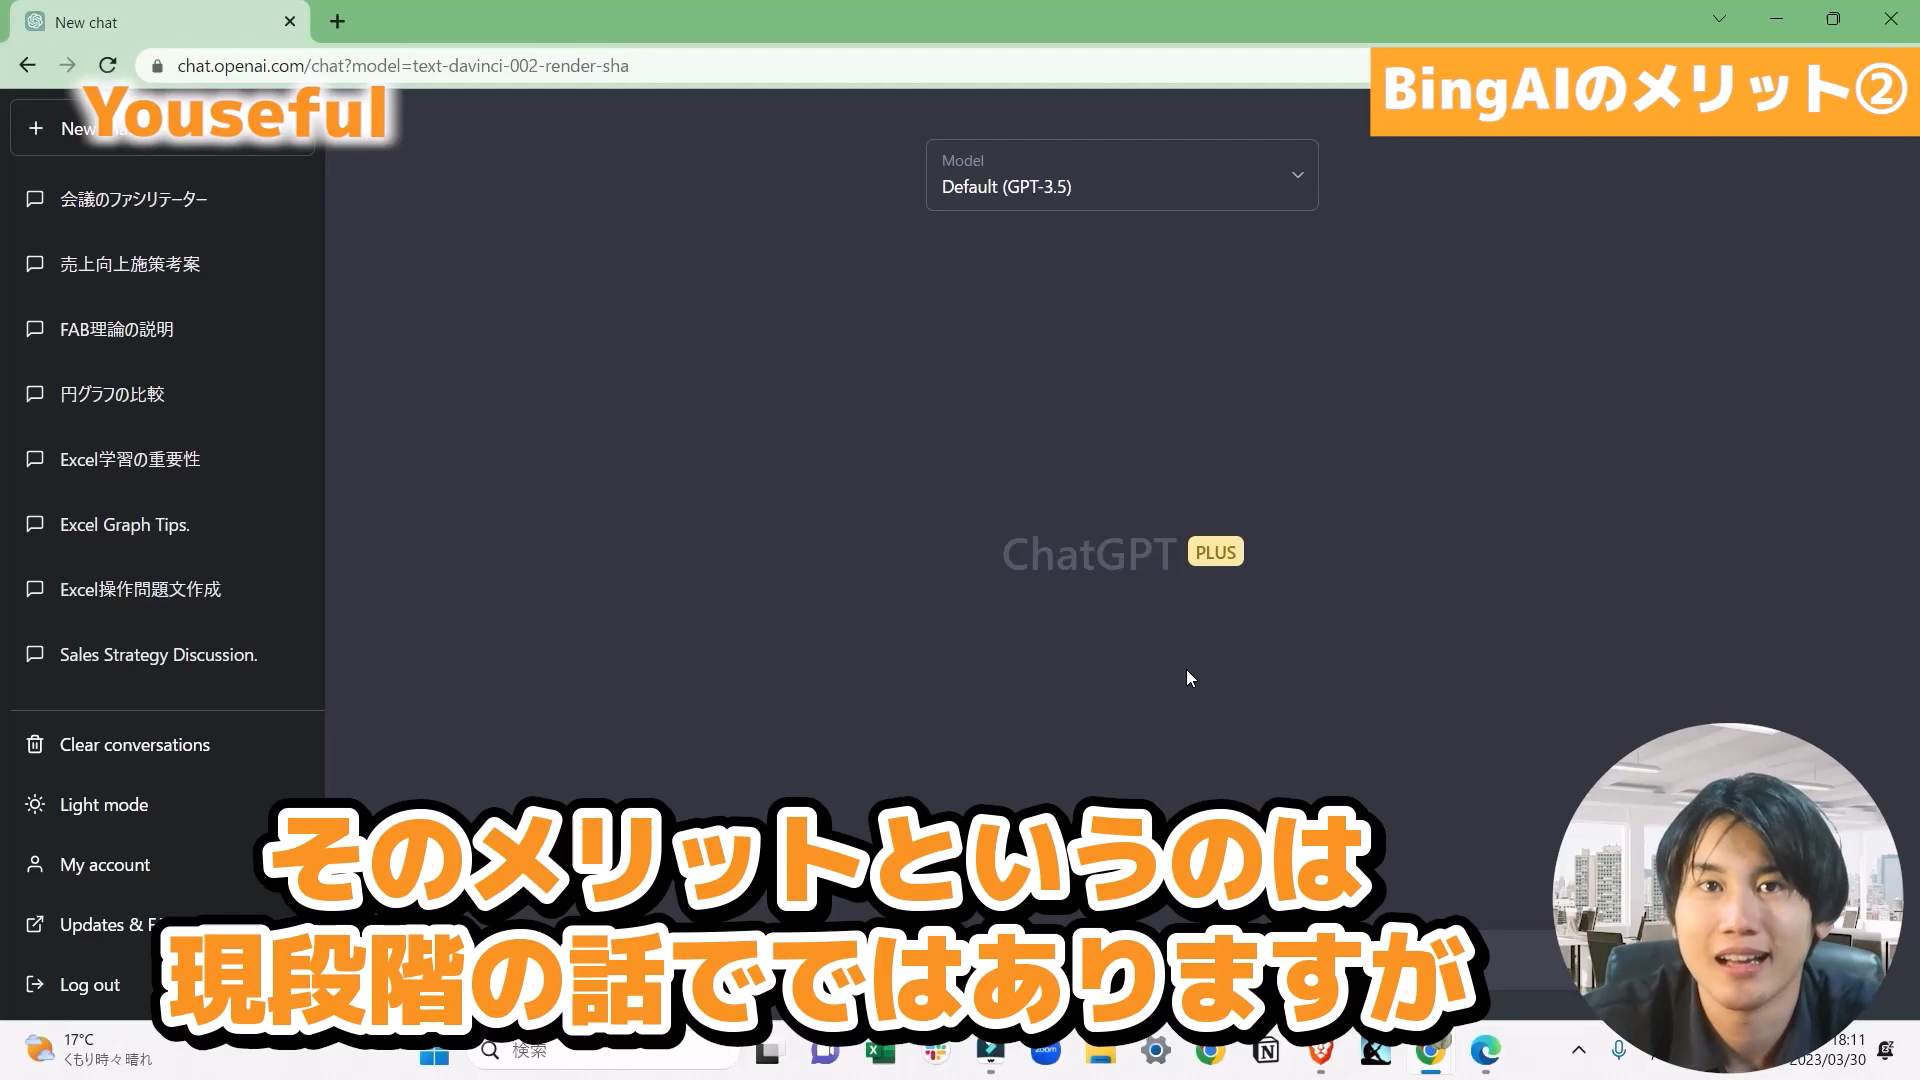 New chat
chat.openai.com/chat?model=text-davinci-002-render-sha
Youseful
BingAIのメリット②
New
Model
Default (GPT-3.5)
会議のファシリテーター
売上向上施策考案
FAB理論の説明
円グラフの比較
Excel学習の重要性
Excel Graph Tips.
Excel操作問題文作成
Sales Strategy Discussion.
ChatGPT PLUS
Clear conversations
Light mode
My account
Updates &
Log out
そのメリットというのは
現段階の話でではありますが
17°C
くもり時々晴れ
検索
zoom
18:11
2023/03/30